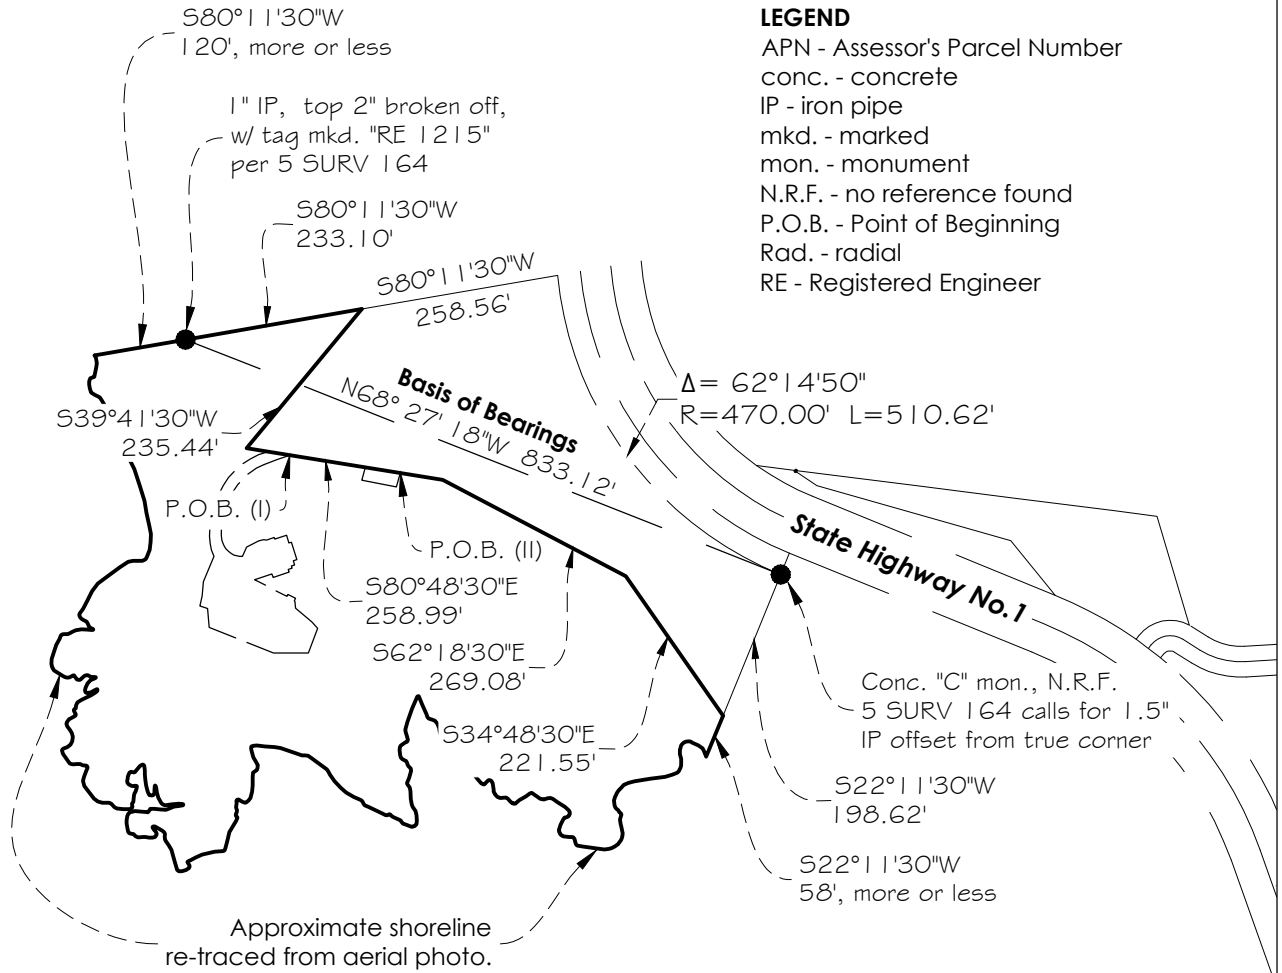 S80°11'30"W
120', more or less
1" IP, top 2" broken off,
w/ tag mkd. "RE 1215"
per 5 SURV 164
S80°11'30"W
233.10'
S80°11'30"W
258.56'
LEGEND
APN - Assessor's Parcel Number
conc. - concrete
IP - iron pipe
mkd. - marked
mon. - monument
N.R.F. - no reference found
P.O.B. - Point of Beginning
Rad. - radial
RE - Registered Engineer
Basis of Bearings
N68° 27' 18"W 833.12'
Δ= 62°14'50"
R=470.00' L=510.62'
S39°41'30"W
235.44'
P.O.B. (I)
P.O.B. (II)
State Highway No.1
S80°48'30"E
258.99'
S62°18'30"E
269.08'
S34°48'30"E
221.55'
Conc. "C" mon., N.R.F.
5 SURV 164 calls for 1.5"
IP offset from true corner
S22°11'30"W
198.62'
S22°11'30"W
58', more or less
Approximate shoreline
re-traced from aerial photo.